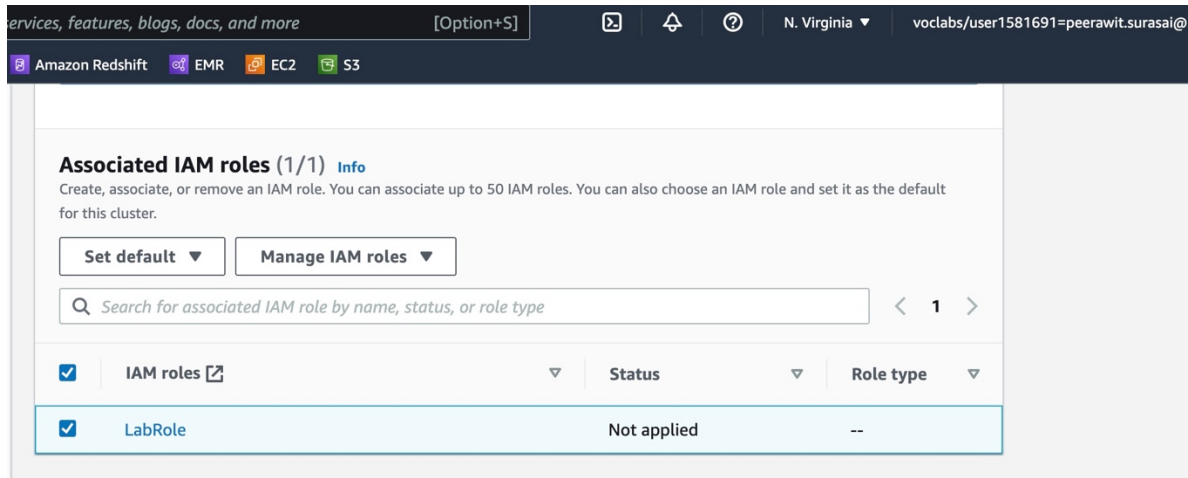 services, features, blogs, docs, and more [Option+S] N. Virginia ▼ voclabs/user1581691=peerawit.surasai@
Amazon Redshift EMR EC2 S3
Associated IAM roles (1/1) Info
Create, associate, or remove an IAM role. You can associate up to 50 IAM roles. You can also choose an IAM role and set it as the default
for this cluster.
Set default ▼ Manage IAM roles ▼
Search for associated IAM role by name, status, or role type < 1 >
IAM roles Status Role type
LabRole Not applied --